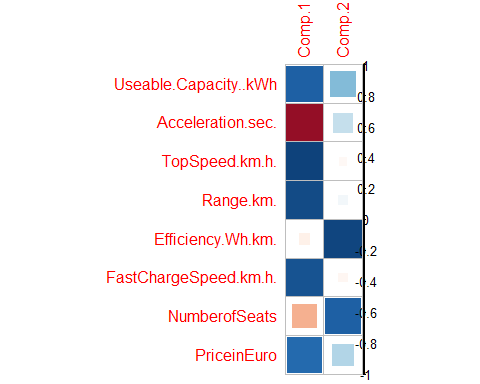 Comp.1
Comp.2
Useable.Capacity..kWh
Acceleration.sec.
TopSpeed.km.h.
Range.km.
Efficiency.Wh.km.
FastChargeSpeed.km.h.
NumberofSeats
PriceinEuro
1
0.8
0.6
0.4
0.2
0
-0.2
-0.4
-0.6
-0.8
-1